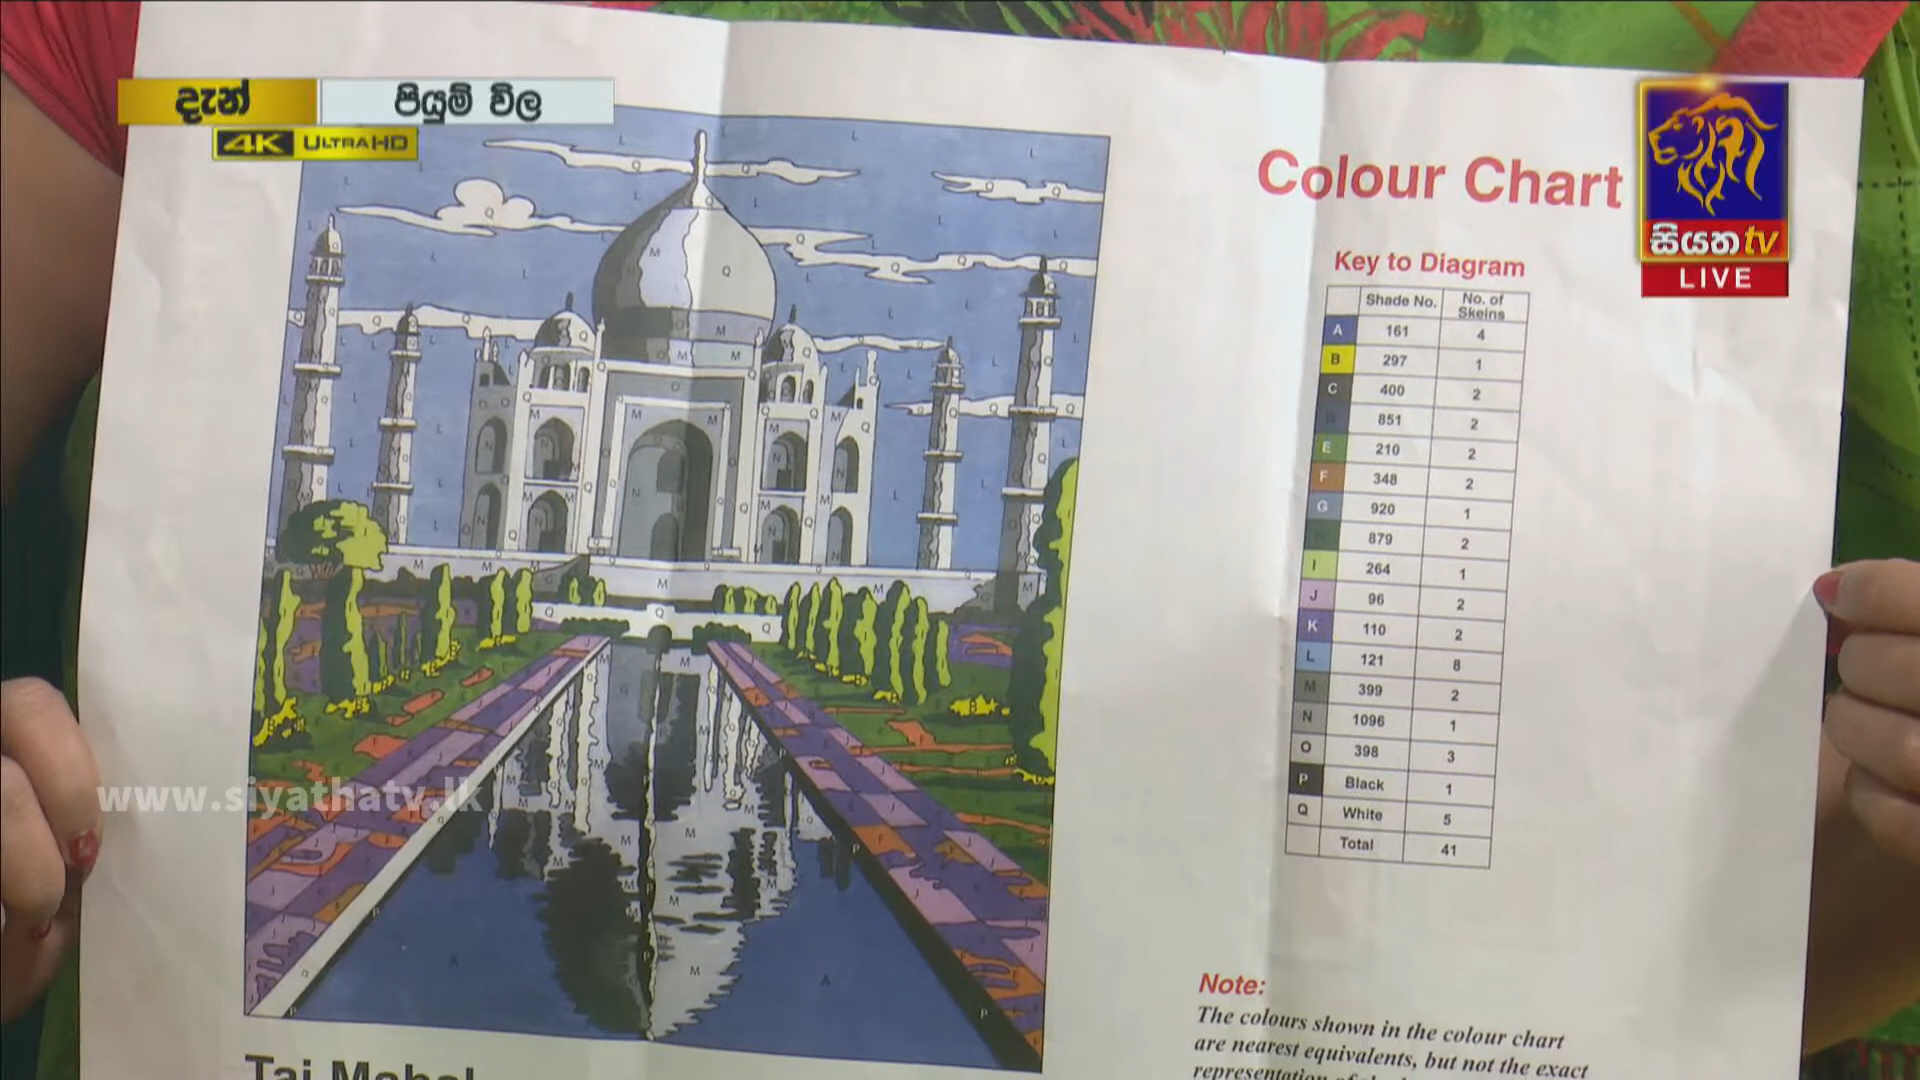 දැන් පියුම් විල
4K ULTRA HD
සියත tv
LIVE
Colour Chart
Key to Diagram
Shade No. No. of Skeins
A 161 4
B 297 1
C 400 2
851 2
E 210 2
F 348 2
G 920 1
879 2
I 264 1
J 96 2
K 110 2
L 121 8
M 399 2
N 1096 1
O 398 3
P Black 1
Q White 5
Total 41
www.siyathatv.lk
Note:
The colours shown in the colour chart
are nearest equivalents, but not the exact
representation
Taj Mahal